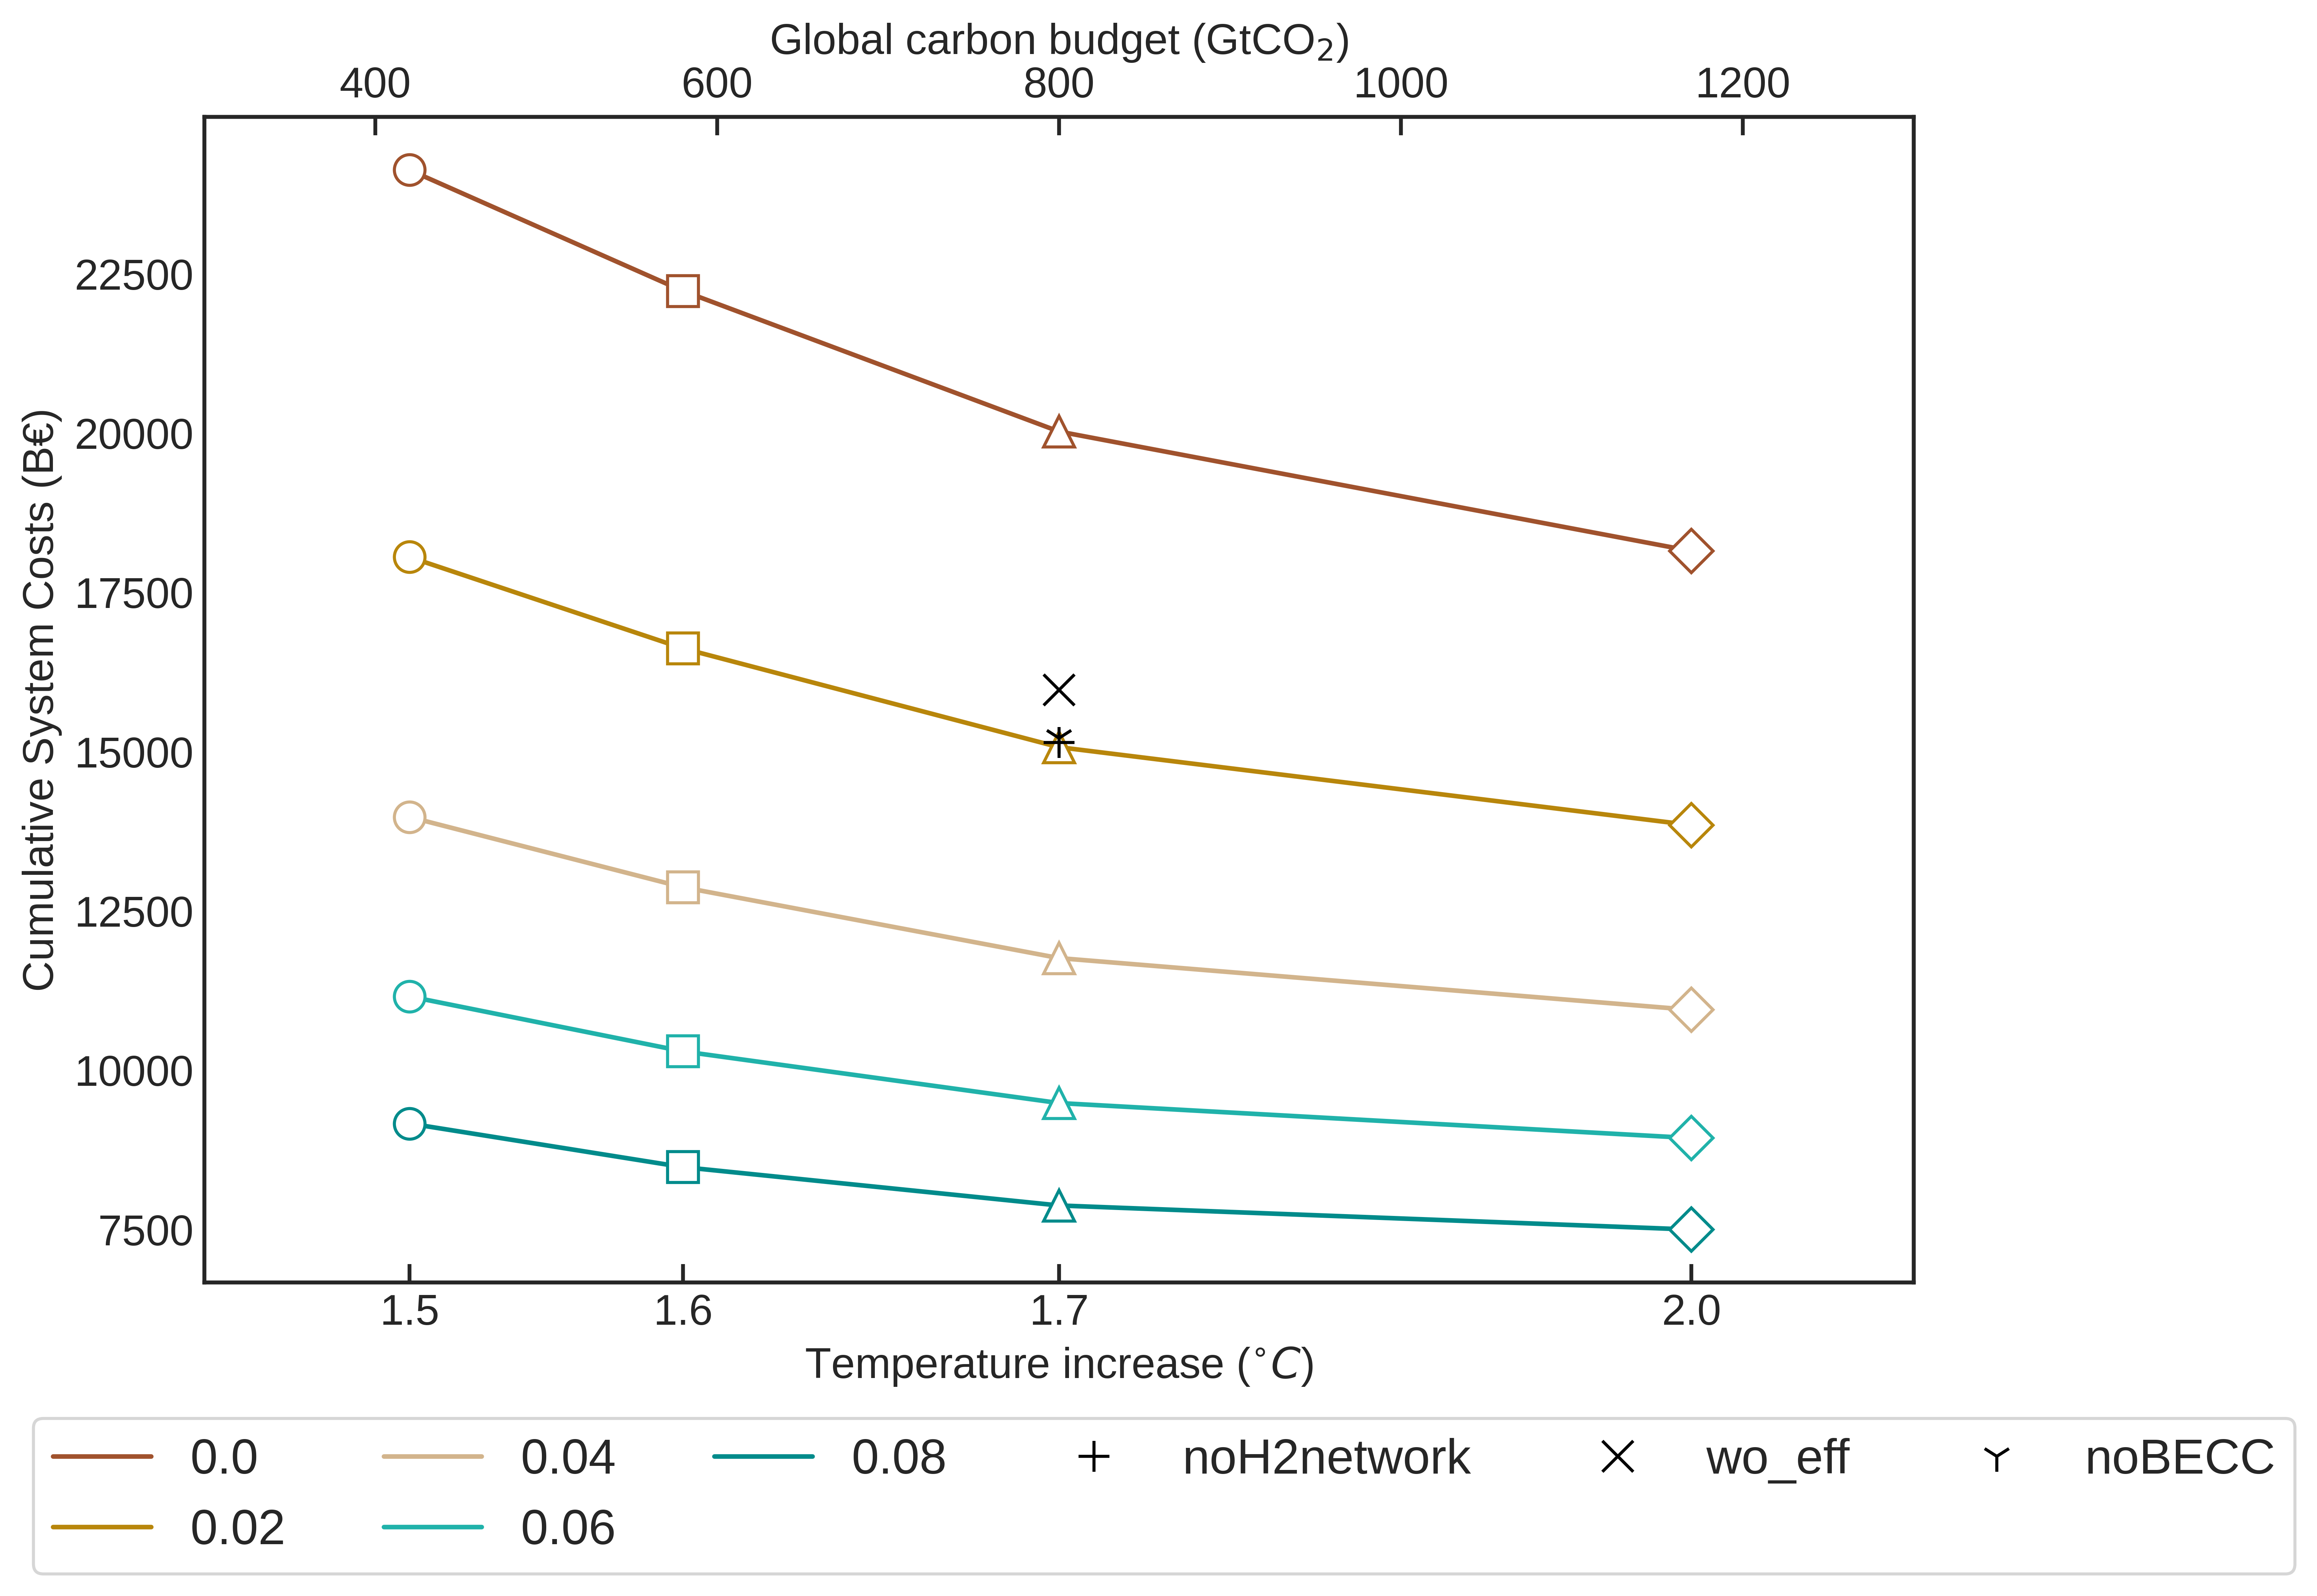 Global carbon budget (GtCO₂)
400 600 800 1000 1200
Cumulative System Costs (B€)
22500
20000
17500
15000
12500
10000
7500
1.5 1.6 1.7 2.0
Temperature increase (°C)
0.0 0.04 0.08 noH2network wo_eff noBECC
0.02 0.06